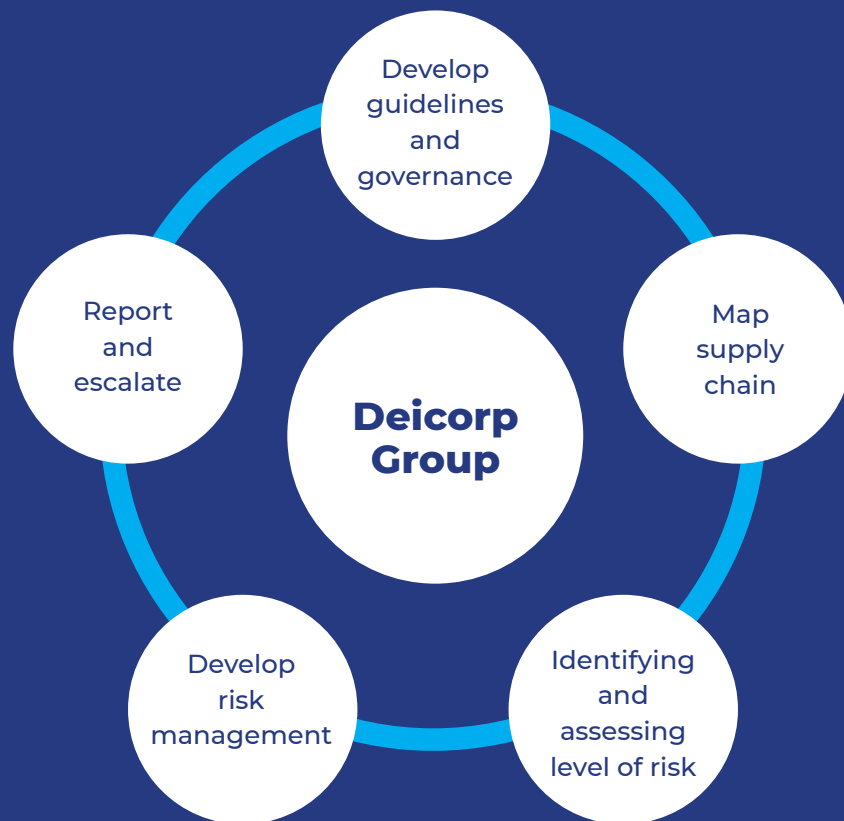 Develop
guidelines
and
governance
Map
supply
chain
Identifying
and
assessing
level of risk
Develop
risk
management
Report
and
escalate
Deicorp
Group